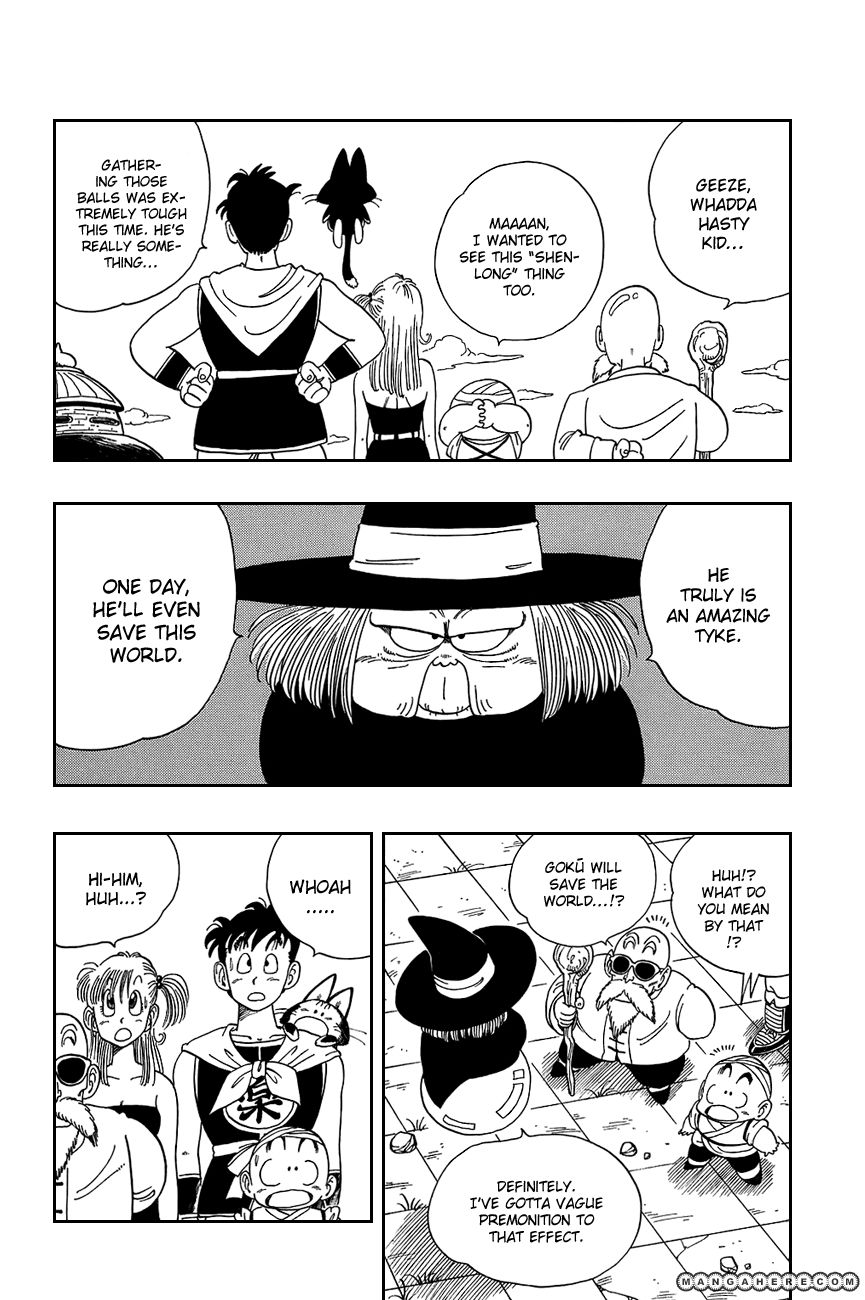 GEEZE,
WHADDA
HASTY
KID...
MAAAAN,
I WANTED TO
SEE THIS "SHEN-
LONG" THING
TOO.
GATHER-
ING THOSE
BALLS WAS EX-
TREMELY TOUGH
THIS TIME. HE'S
REALLY SOME-
THING...
HE
TRULY IS
AN AMAZING
TYKE.
ONE DAY,
HE'LL EVEN
SAVE THIS
WORLD.
HUH!?
WHAT DO
YOU MEAN
BY THAT
!?
GOKŪ WILL
SAVE THE
WORLD...!?
DEFINITELY.
I'VE GOTTA VAGUE
PREMONITION TO
THAT EFFECT.
WHOAH
.....
HI-HIM,
HUH...?
MANGAHERE.COM